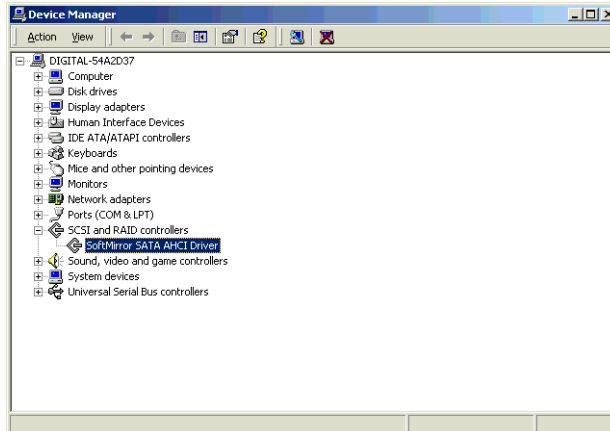 Device Manager
Action View
DIGITAL-54A2D37
Computer
Disk drives
Display adapters
Human Interface Devices
IDE ATA/ATAPI controllers
Keyboards
Mice and other pointing devices
Monitors
Network adapters
Ports (COM & LPT)
SCSI and RAID controllers
SoftMirror SATA AHCI Driver
Sound, video and game controllers
System devices
Universal Serial Bus controllers